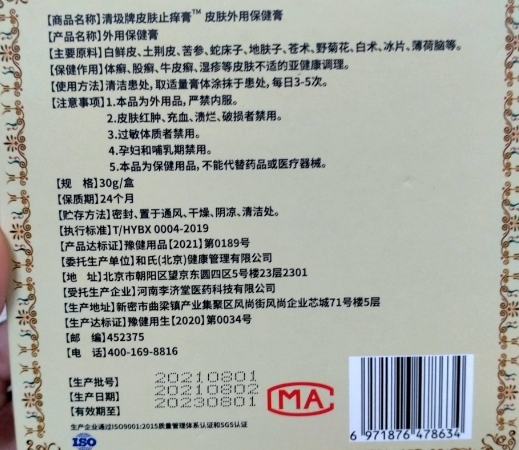 【商品名称】清圾牌皮肤止痒膏™ 皮肤外用保健膏
【产品名称】外用保健膏
【主要原料】白鲜皮、土荆皮、苦参、蛇床子、地肤子、苍术、野菊花、白术、冰片、薄荷脑等。
【保健作用】体癣、股癣、牛皮癣、湿疹等皮肤不适的亚健康调理。
【使用方法】清洁患处,取适量膏体涂抹于患处,每日3-5次。
【注意事项】1.本品为外用品,严禁内服。
2.皮肤红肿、充血、溃烂、破损者禁用。
3.过敏体质者禁用。
4.孕妇和哺乳期禁用。
5.本品为保健用品,不能代替药品或医疗器械。
【规 格】30g/盒
【保质期】24个月
【贮存方法】密封、置于通风、干燥、阴凉、清洁处。
【执行标准】T/HYBX 0004-2019
【产品达标证】豫健用品【2021】第0189号
【委托生产企业】和氏(北京)健康管理有限公司
【地 址】北京市朝阳区望京东园四区5号楼23层2301
【受托生产企业】河南李济堂医药科技有限公司
【生产地址】新密市曲梁镇产业集聚区风尚街风尚企业芯城71号楼5层
【生产达标证】豫健用生【2020】第0034号
【邮 编】452375
【电 话】400-169-8816
【生产批号】 20210801
【生产日期】 20210802
【有效期至】 20230801
CMA
生产企业通过ISO9001:2015质量管理体系认证和SGS认证
ISO
6 971876 478634